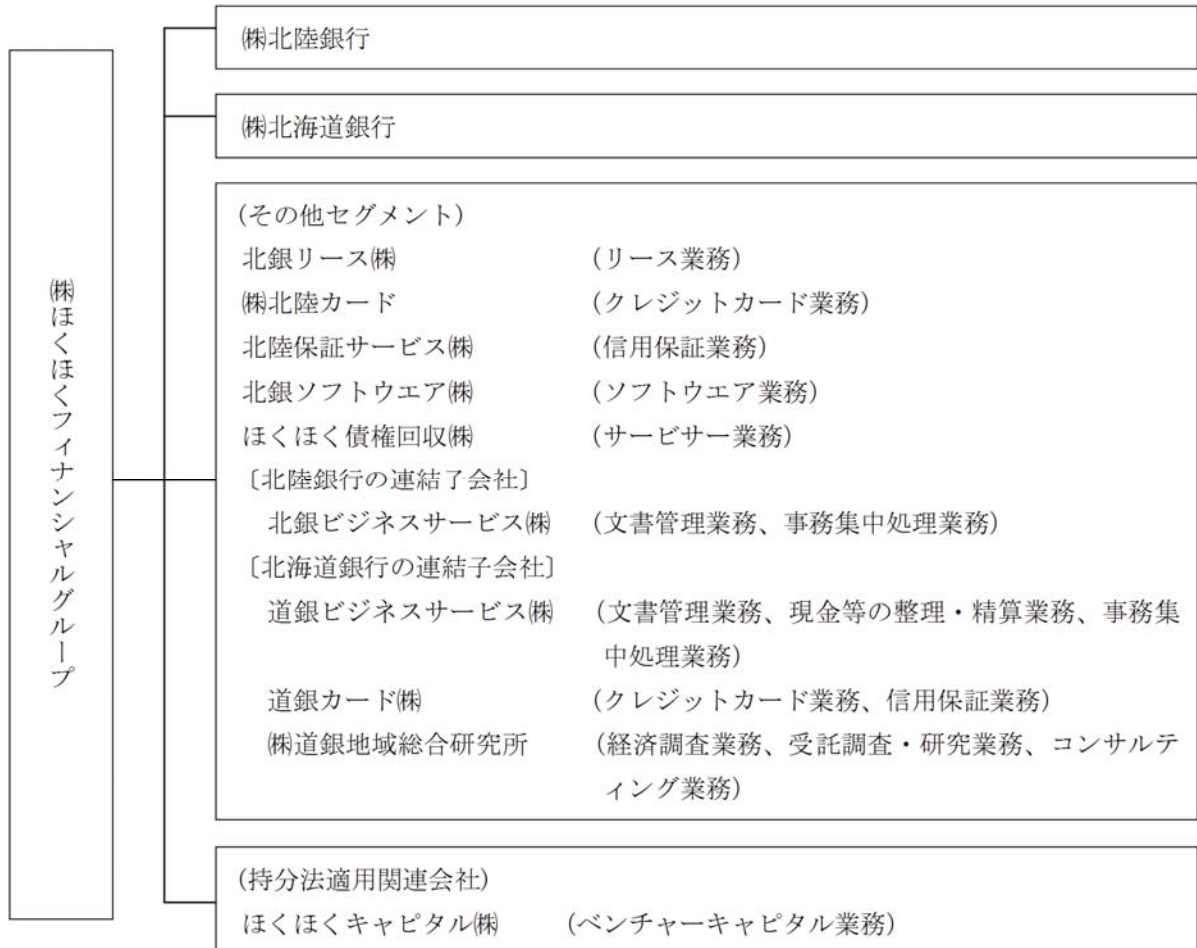 ㈱ほくほくフィナンシャルグループ
㈱北陸銀行
㈱北海道銀行
(その他セグメント)
北銀リース㈱ (リース業務)
㈱北陸カード (クレジットカード業務)
北陸保証サービス㈱ (信用保証業務)
北銀ソフトウエア㈱ (ソフトウエア業務)
ほくほく債権回収㈱ (サービサー業務)
〔北陸銀行の連結子会社〕
北銀ビジネスサービス㈱ (文書管理業務、事務集中処理業務)
〔北海道銀行の連結子会社〕
道銀ビジネスサービス㈱ (文書管理業務、現金等の整理・精算業務、事務集
中処理業務)
道銀カード㈱ (クレジットカード業務、信用保証業務)
㈱道銀地域総合研究所 (経済調査業務、受託調査・研究業務、コンサルテ
ィング業務)
(持分法適用関連会社)
ほくほくキャピタル㈱ (ベンチャーキャピタル業務)